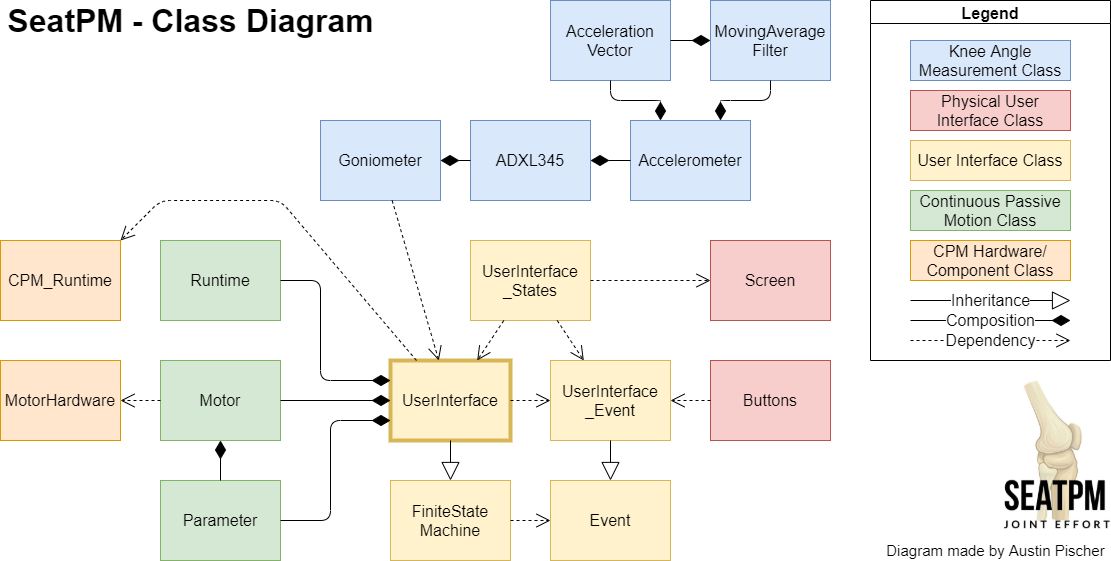 SeatPM - Class Diagram
Acceleration
Vector
MovingAverage
Filter
Goniometer
ADXL345
Accelerometer
CPM_Runtime
Runtime
UserInterface
_States
Screen
MotorHardware
Motor
UserInterface
UserInterface
_Event
Buttons
Parameter
FiniteState
Machine
Event
Legend
Knee Angle
Measurement Class
Physical User
Interface Class
User Interface Class
Continuous Passive
Motion Class
CPM Hardware/
Component Class
Inheritance
Composition
Dependency
SEATPM
JOINT EFFORT
Diagram made by Austin Pischer